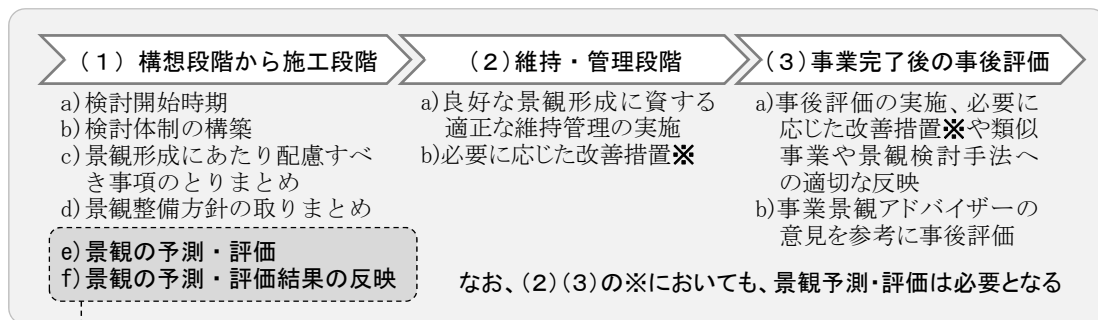 (1) 構想段階から施工段階
(2)維持・管理段階
(3)事業完了後の事後評価
a)検討開始時期
b)検討体制の構築
c)景観形成にあたり配慮すべ
き事項のとりまとめ
d)景観整備方針の取りまとめ
e)景観の予測・評価
f)景観の予測・評価結果の反映
a)良好な景観形成に資する
適正な維持管理の実施
b)必要に応じた改善措置※
a)事後評価の実施、必要に
応じた改善措置※や類似
事業や景観検討手法へ
の適切な反映
b)事業景観アドバイザーの
意見を参考に事後評価
なお、(2)(3)の※においても、景観予測・評価は必要となる